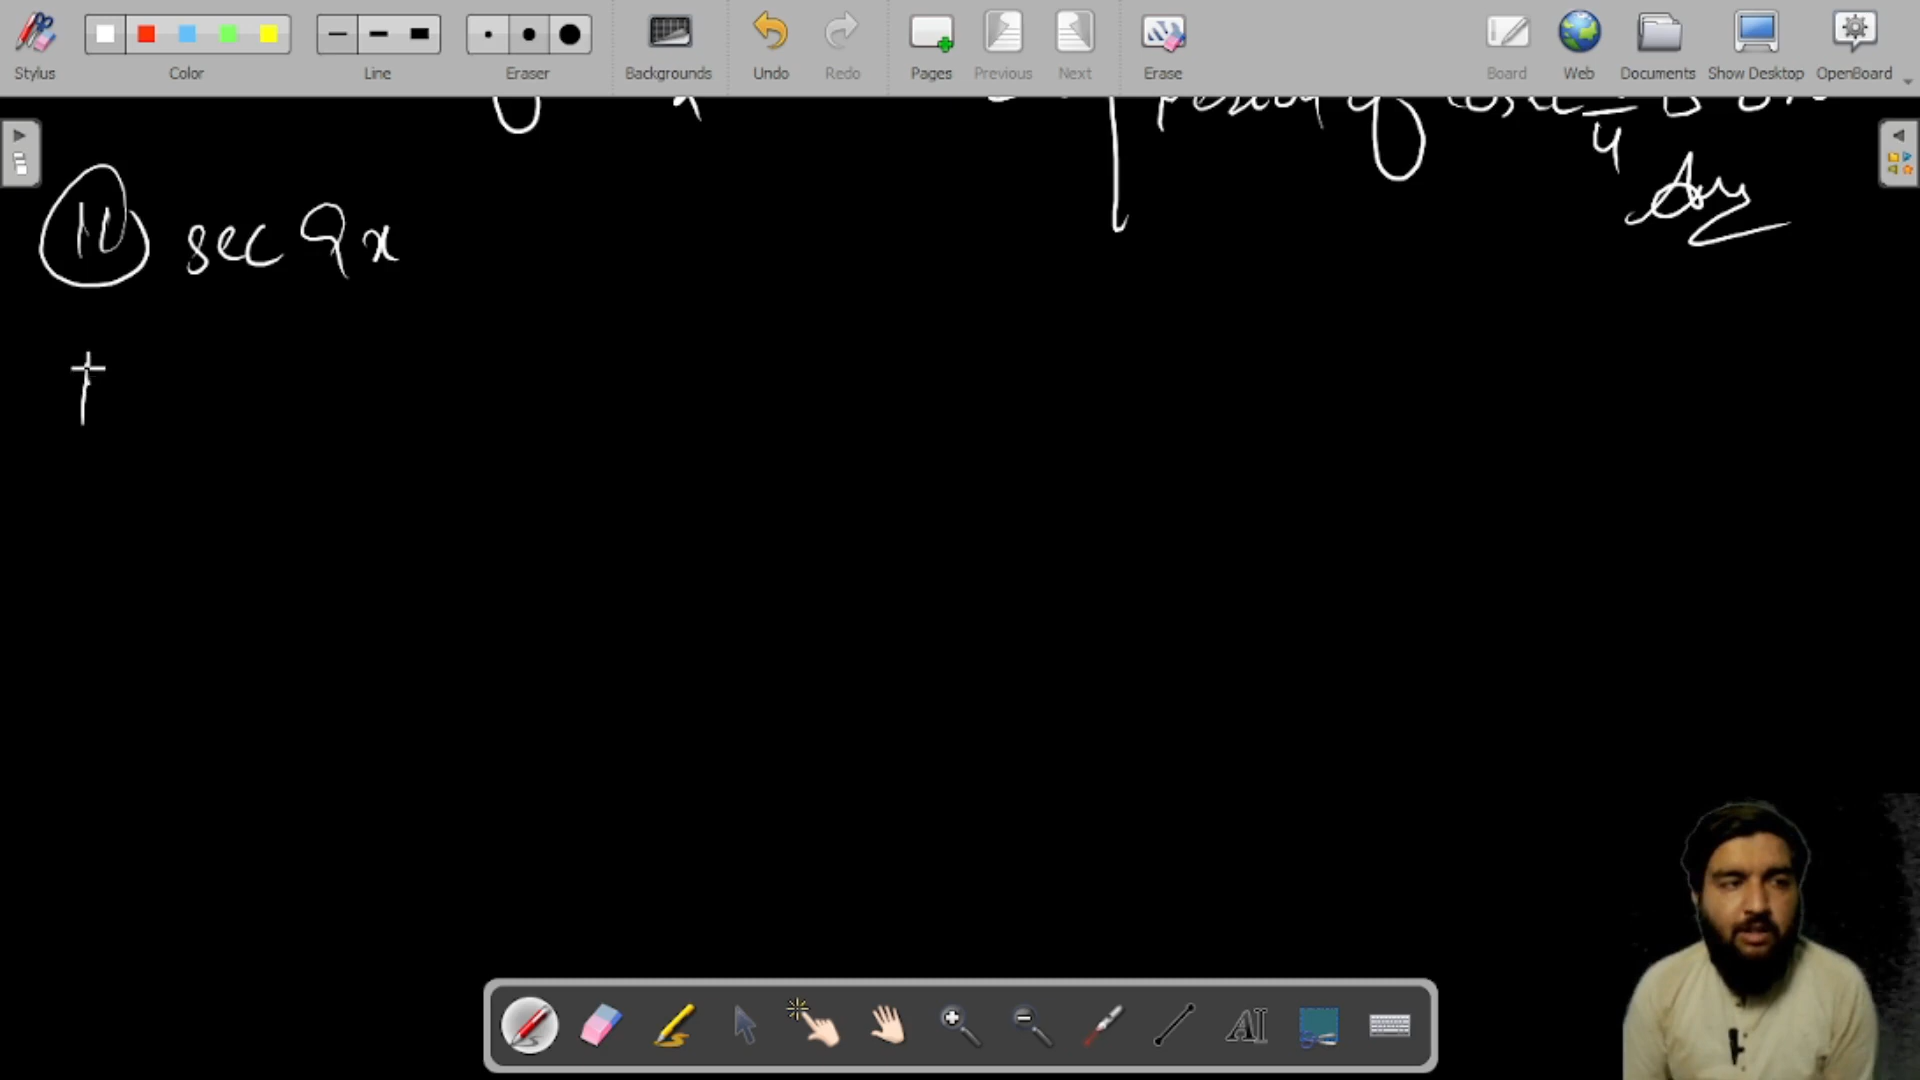 Stylus Color Line Eraser Backgrounds Undo Redo Pages Previous Next Erase Board Web Documents Show Desktop OpenBoard
4
Ans
11 sec 9x